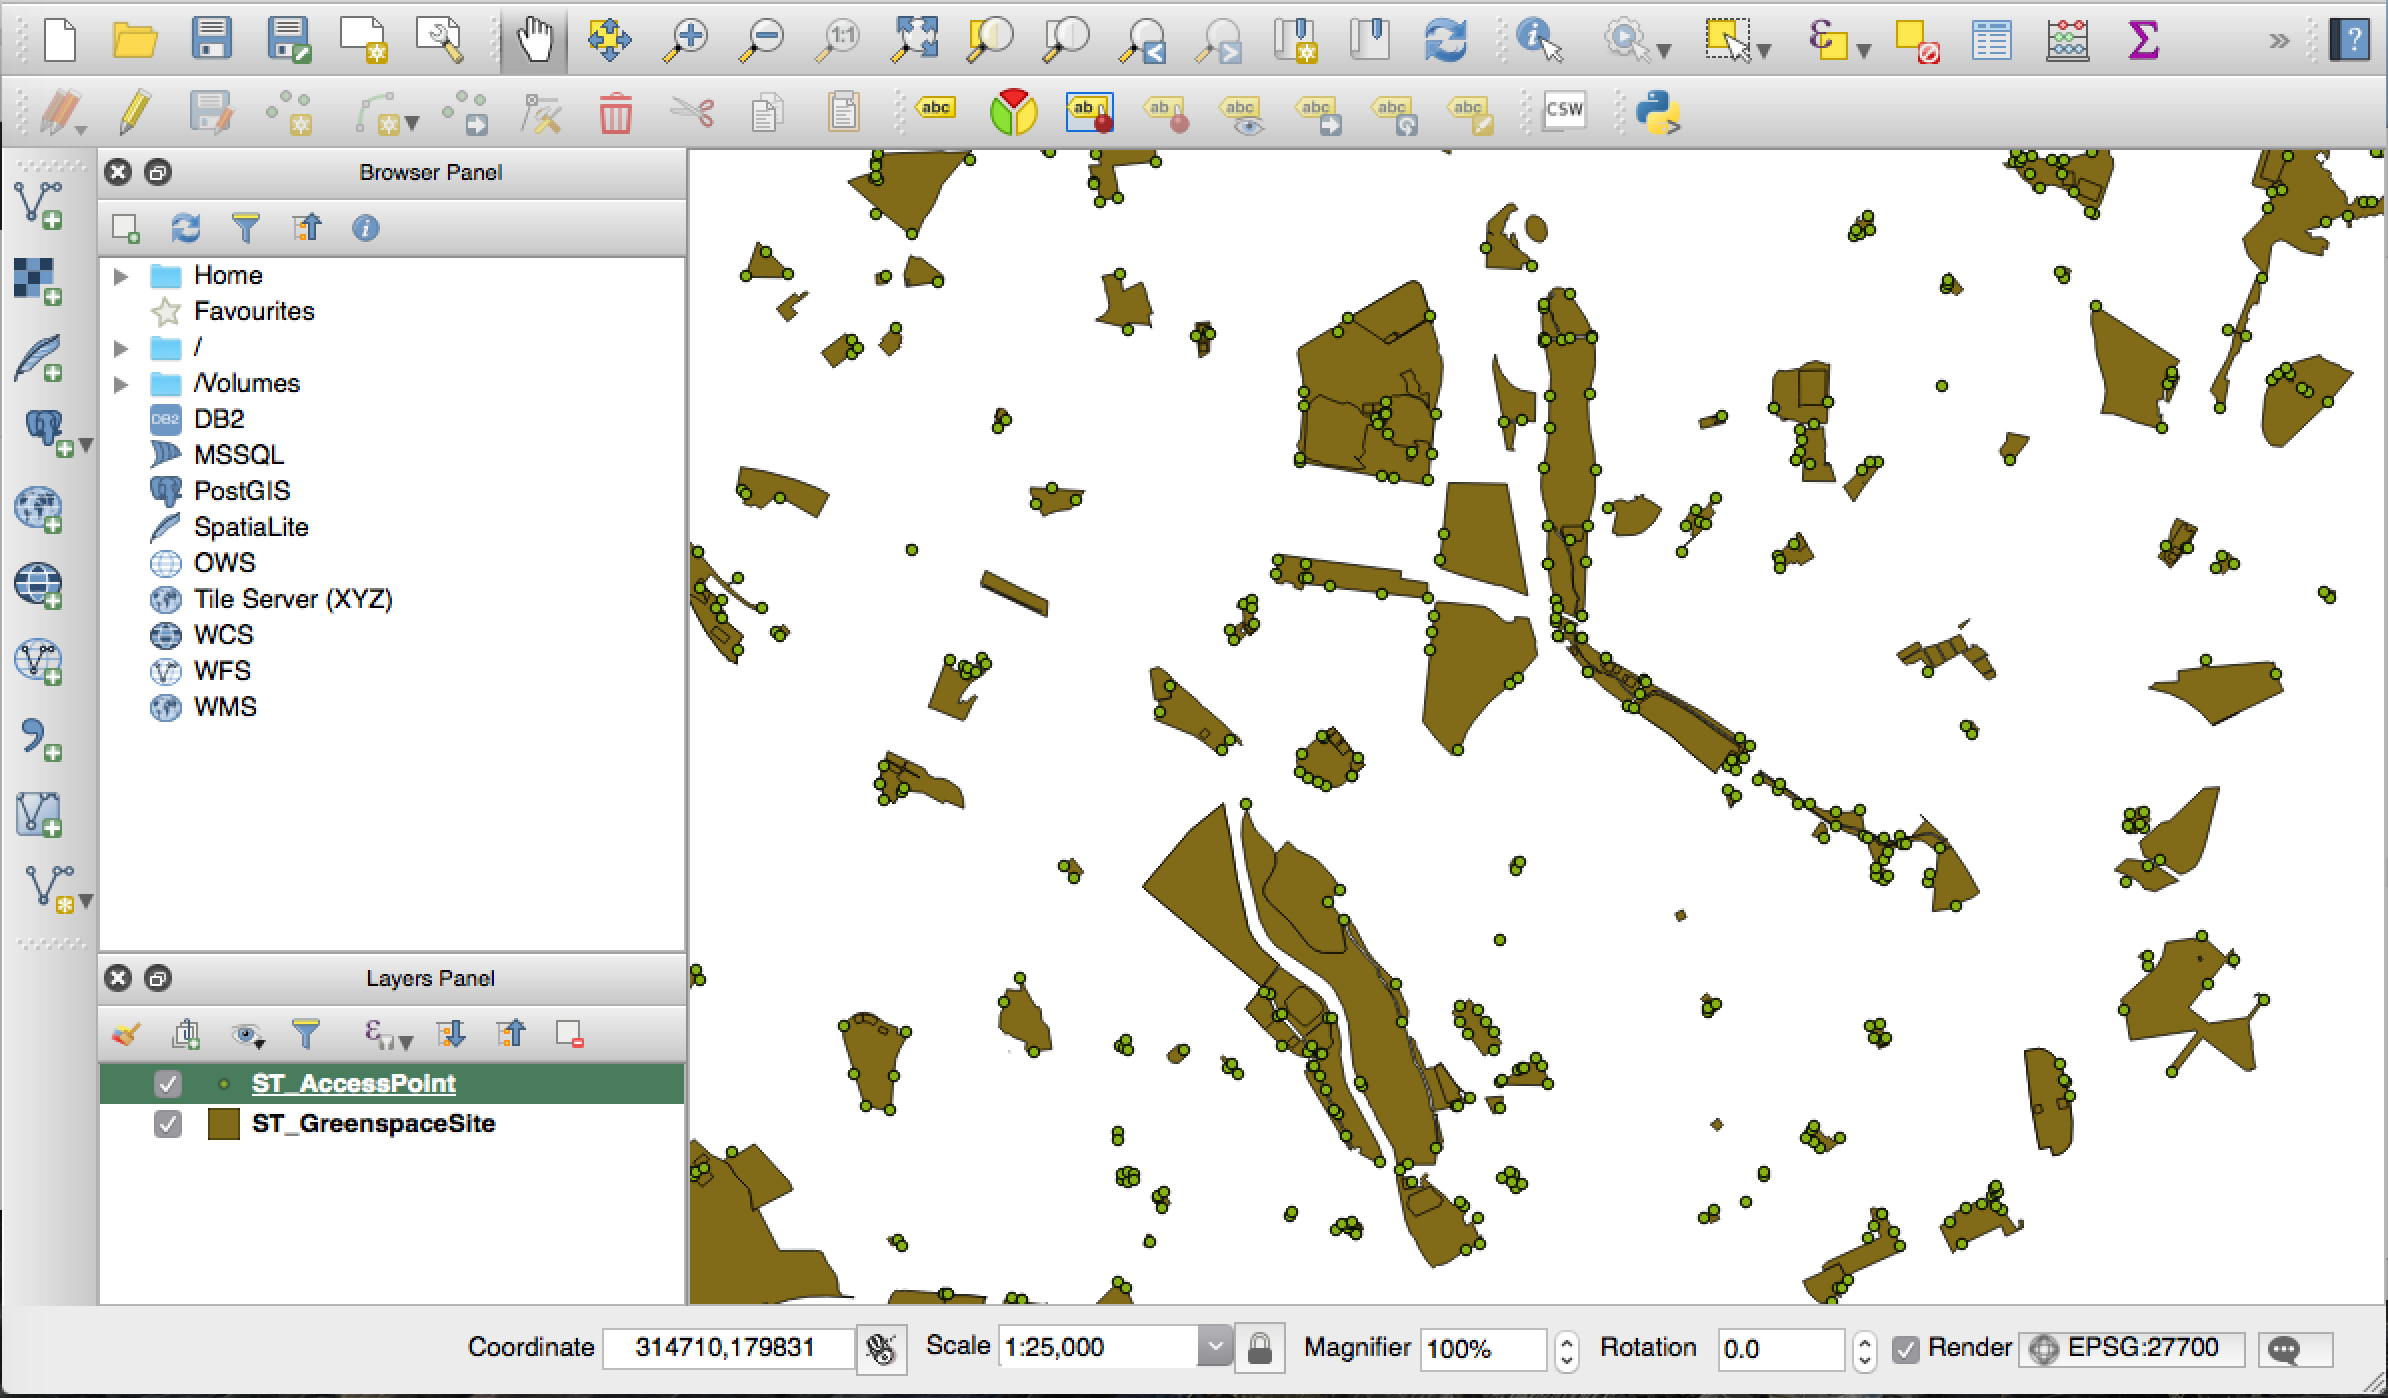 1:1
ε
Σ
?
abc
ab
ab
abc
abc
abc
abc
CSW
Browser Panel
Home
Favourites
/
/Volumes
DB2
DB2
MSSQL
PostGIS
SpatiaLite
OWS
Tile Server (XYZ)
WCS
WFS
WMS
Layers Panel
ε
ST_AccessPoint
ST_GreenspaceSite
Coordinate 314710,179831 Scale 1:25,000 Magnifier 100% Rotation 0.0 Render EPSG:27700